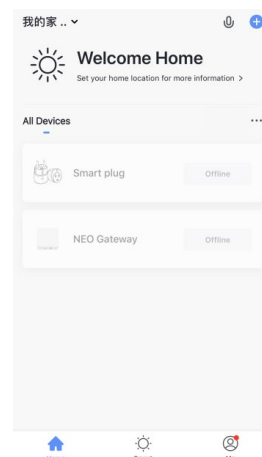 我的家 ..
Welcome Home
Set your home location for more information >
All Devices
Smart plug
Offline
NEO Gateway
Offline